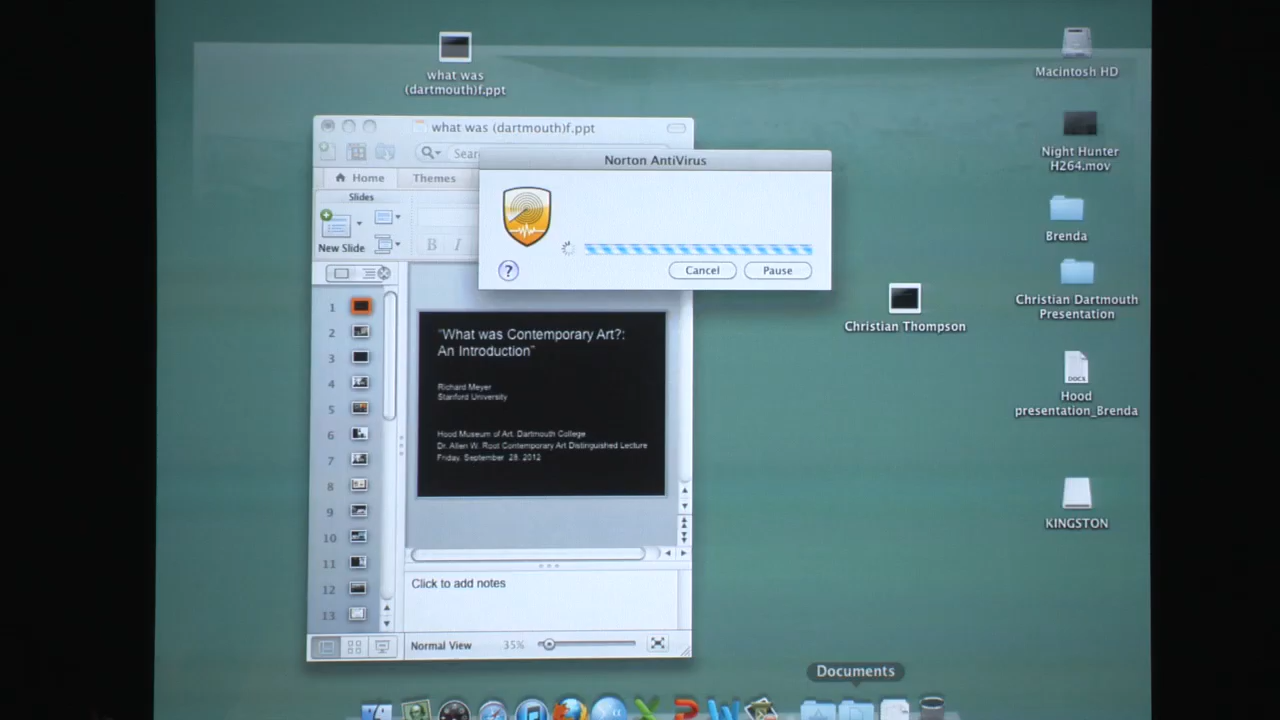 what was
(dartmouth)f.ppt
Macintosh HD
Night Hunter
H264.mov
Brenda
Christian Dartmouth
Presentation
Christian Thompson
Hood
presentation_Brenda
DOCX
KINGSTON
what was (dartmouth)f.ppt
Sear
Home
Themes
Slides
New Slide
B I
Norton AntiVirus
?
Cancel
Pause
1
2
3
4
5
6
7
8
9
10
11
12
13
"What was Contemporary Art?:
An Introduction"
Richard Meyer
Stanford University
Hood Museum of Art, Dartmouth College
Dr. Allen W. Root Contemporary Art Distinguished Lecture
Friday, September 28, 2012
Click to add notes
Normal View
35%
Documents